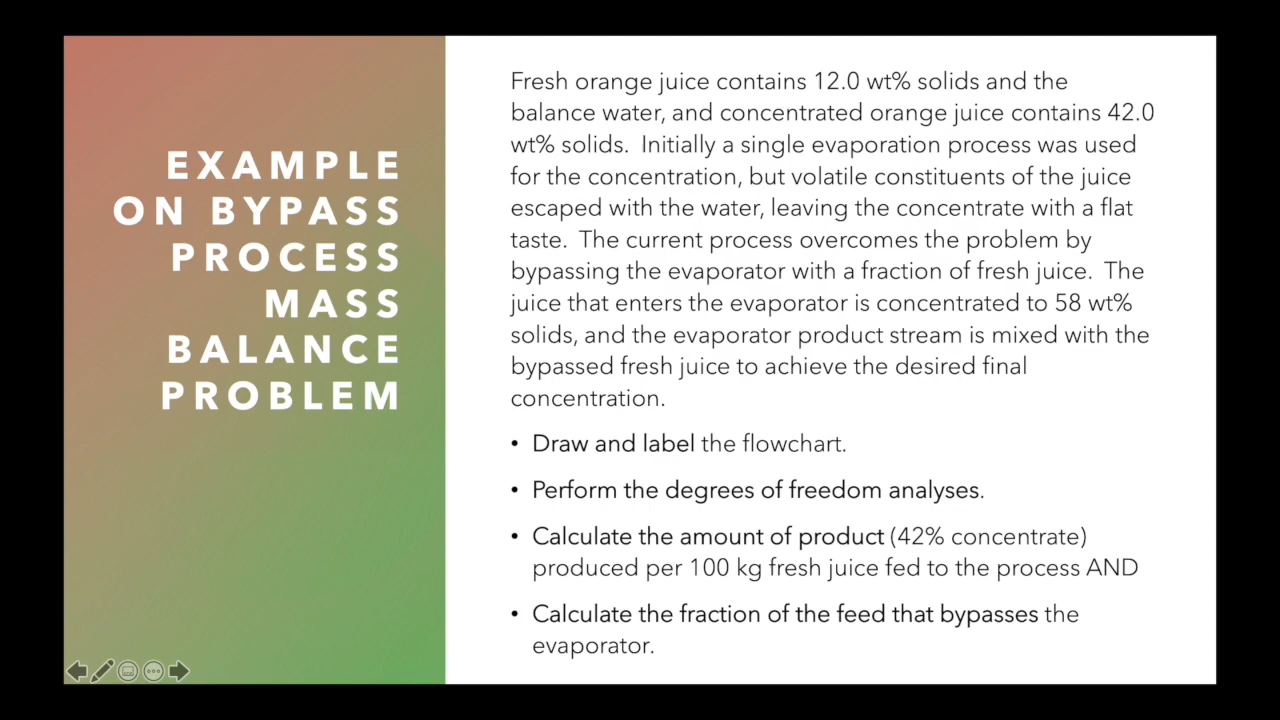 EXAMPLE
ON BYPASS
PROCESS
MASS
BALANCE
PROBLEM
Fresh orange juice contains 12.0 wt% solids and the
balance water, and concentrated orange juice contains 42.0
wt% solids. Initially a single evaporation process was used
for the concentration, but volatile constituents of the juice
escaped with the water, leaving the concentrate with a flat
taste. The current process overcomes the problem by
bypassing the evaporator with a fraction of fresh juice. The
juice that enters the evaporator is concentrated to 58 wt%
solids, and the evaporator product stream is mixed with the
bypassed fresh juice to achieve the desired final
concentration.
• Draw and label the flowchart.
• Perform the degrees of freedom analyses.
• Calculate the amount of product (42% concentrate)
produced per 100 kg fresh juice fed to the process AND
• Calculate the fraction of the feed that bypasses the
evaporator.